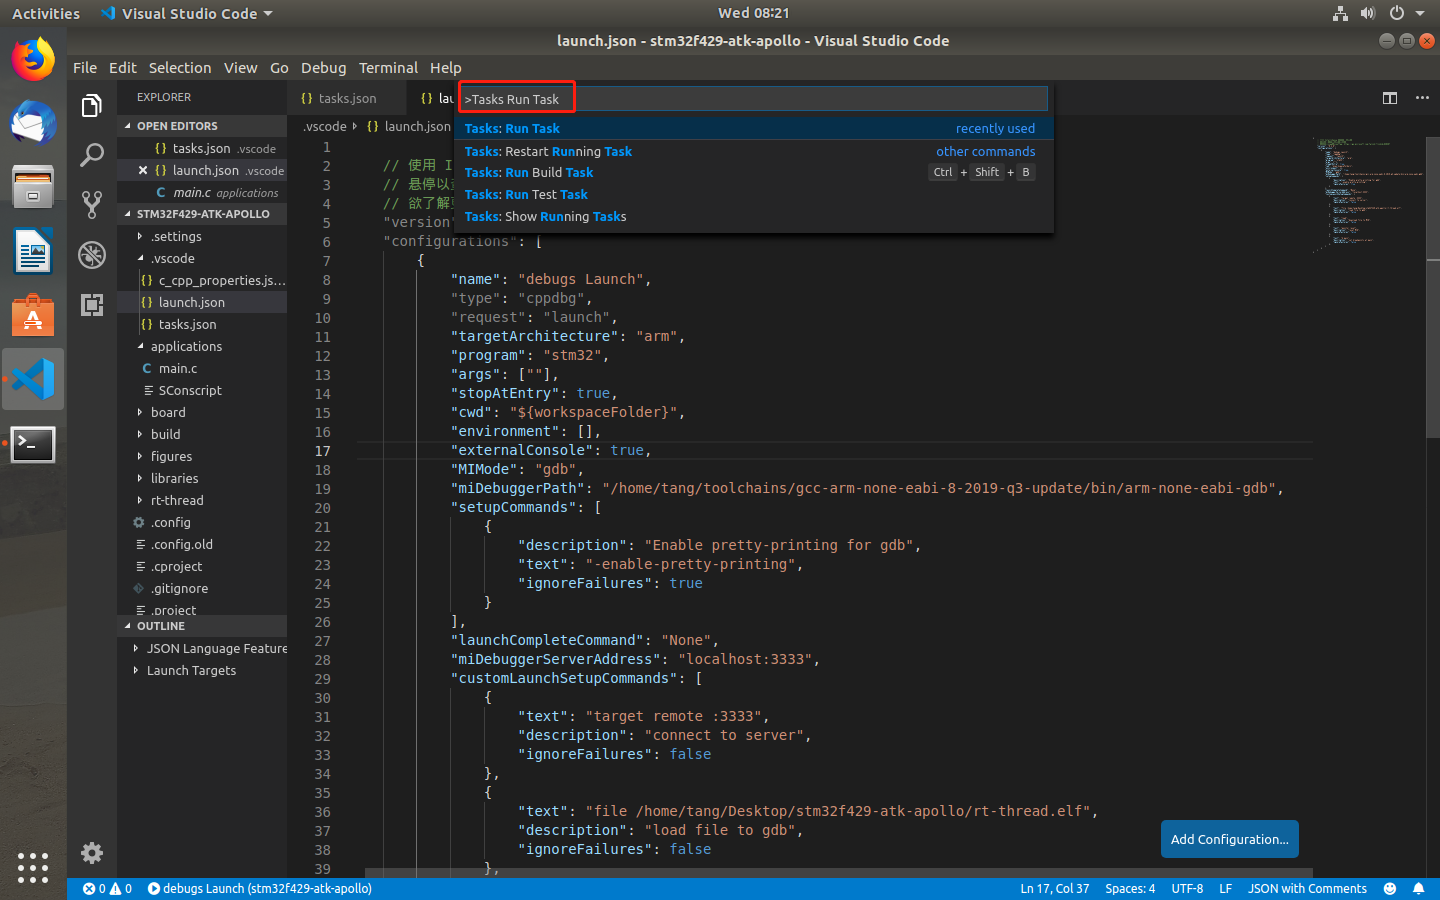 Activities
Visual Studio Code
Wed 08:21
launch.json - stm32f429-atk-apollo - Visual Studio Code
File Edit Selection View Go Debug Terminal Help
EXPLORER
OPEN EDITORS
tasks.json .vscode
launch.json .vscode
main.c applications
STM32F429-ATK-APOLLO
.settings
.vscode
c_cpp_properties.js...
launch.json
tasks.json
applications
main.c
SConscript
board
build
figures
libraries
rt-thread
.config
.config.old
.cproject
.gitignore
.project
OUTLINE
JSON Language Feature
Launch Targets
tasks.json
>Tasks Run Task
Tasks: Run Task recently used
Tasks: Restart Running Task other commands
Tasks: Run Build Task Ctrl + Shift + B
Tasks: Run Test Task
Tasks: Show Running Tasks
.vscode launch.json
1
2 // 使用 I
3 // 悬停以
4 // 欲了解
5 "version"
6 "configurations": [
7 {
8 "name": "debugs Launch",
9 "type": "cppdbg",
10 "request": "launch",
11 "targetArchitecture": "arm",
12 "program": "stm32",
13 "args": [""],
14 "stopAtEntry": true,
15 "cwd": "${workspaceFolder}",
16 "environment": [],
17 "externalConsole": true,
18 "MIMode": "gdb",
19 "miDebuggerPath": "/home/tang/toolchains/gcc-arm-none-eabi-8-2019-q3-update/bin/arm-none-eabi-gdb",
20 "setupCommands": [
21 {
22 "description": "Enable pretty-printing for gdb",
23 "text": "-enable-pretty-printing",
24 "ignoreFailures": true
25 }
26 ],
27 "launchCompleteCommand": "None",
28 "miDebuggerServerAddress": "localhost:3333",
29 "customLaunchSetupCommands": [
30 {
31 "text": "target remote :3333",
32 "description": "connect to server",
33 "ignoreFailures": false
34 },
35 {
36 "text": "file /home/tang/Desktop/stm32f429-atk-apollo/rt-thread.elf",
37 "description": "load file to gdb",
38 "ignoreFailures": false
39 },
Add Configuration...
0 0 debugs Launch (stm32f429-atk-apollo)
Ln 17, Col 37 Spaces: 4 UTF-8 LF JSON with Comments